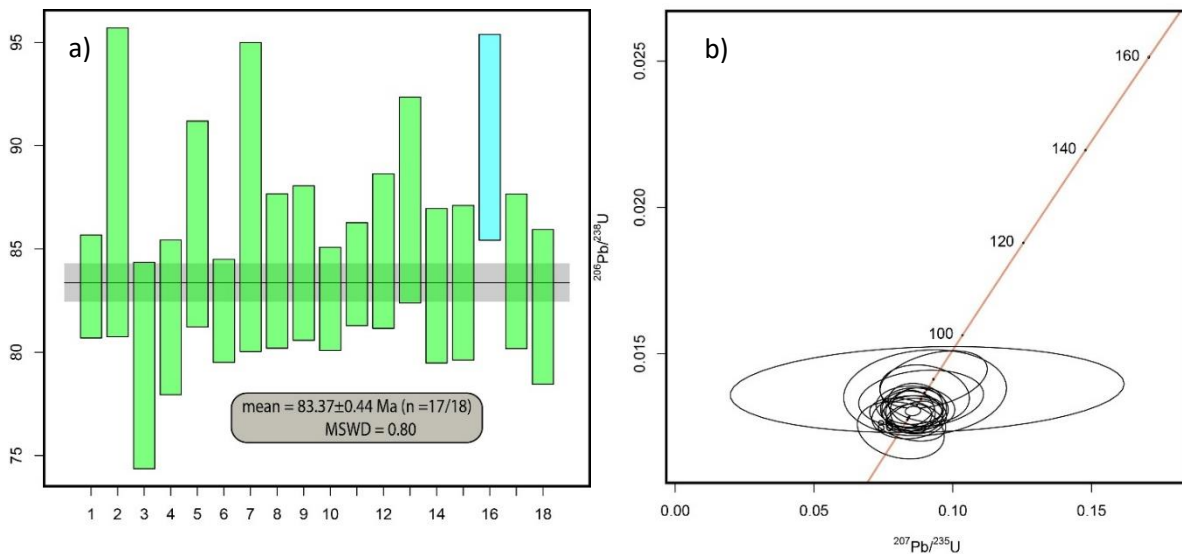 a)
95
90
85
80
75
mean = 83.37±0.44 Ma (n =17/18)
MSWD = 0.80
1 2 3 4 5 6 7 8 9 10 12 14 16 18
b)
²⁰⁶Pb/²³⁸U
0.025
0.020
0.015
160
140
120
100
0.00 0.05 0.10 0.15
²⁰⁷Pb/²³⁵U